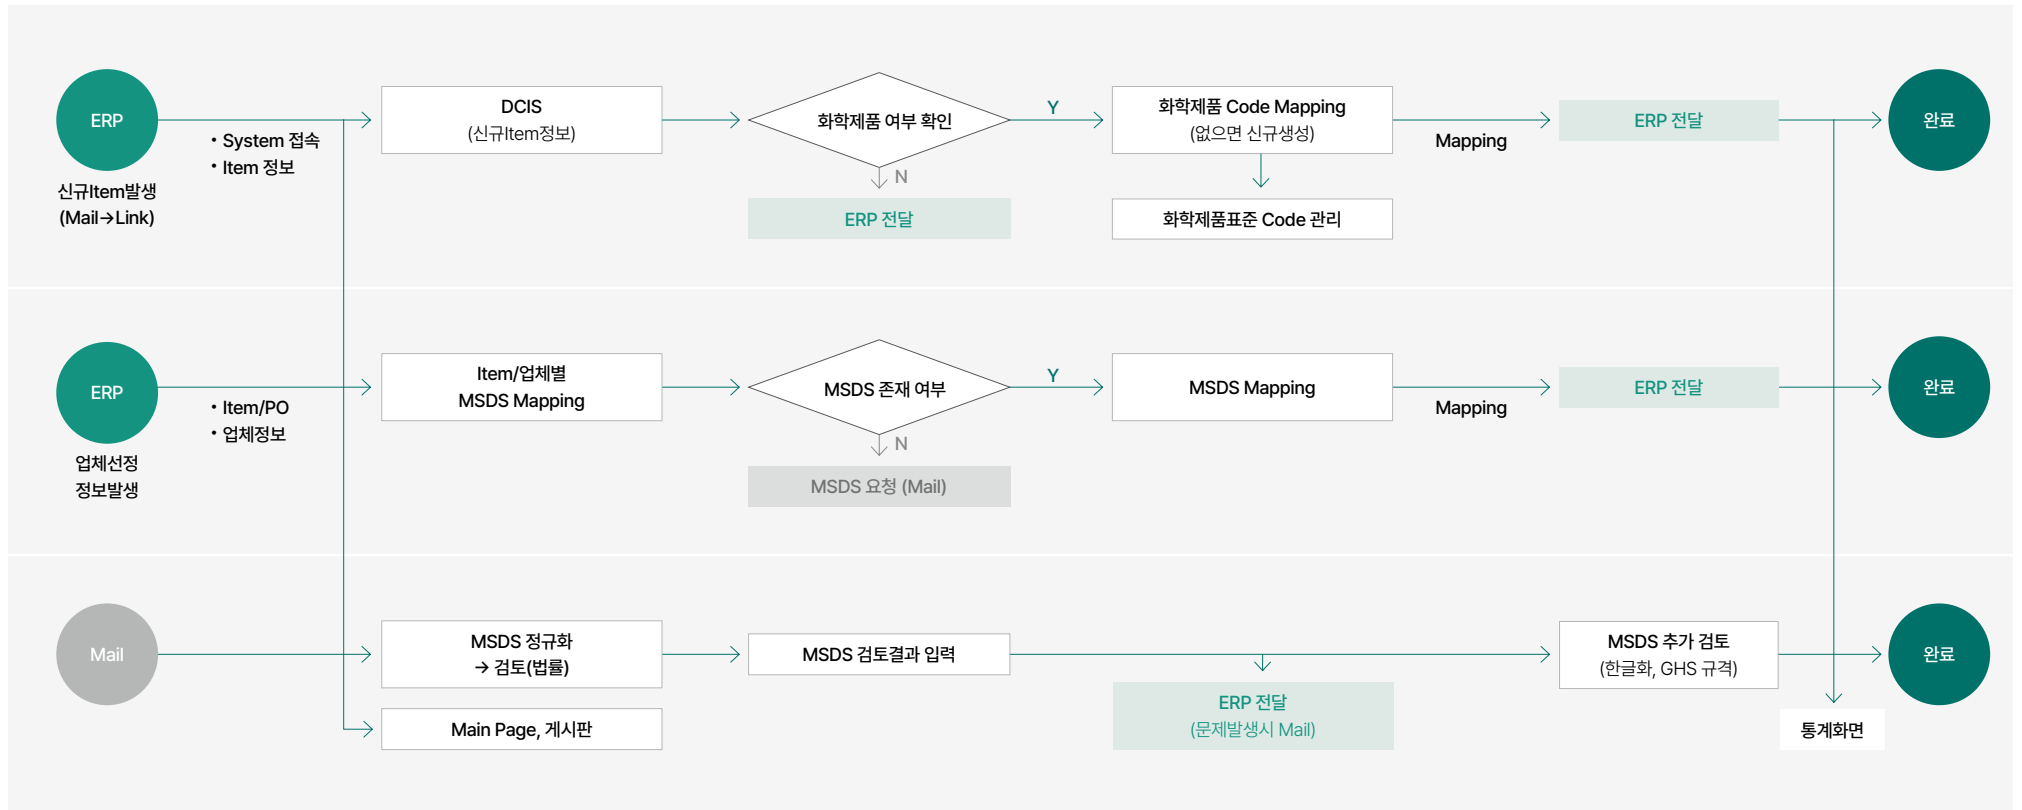 ERP
신규Item발생
(Mail→Link)
・System 접속
・Item 정보
DCIS
(신규Item정보)
화학제품 여부 확인
N
ERP 전달
Y
화학제품 Code Mapping
(없으면 신규생성)
화학제품표준 Code 관리
Mapping
ERP 전달
완료
ERP
업체선정
정보발생
・Item/PO
・업체정보
Item/업체별
MSDS Mapping
MSDS 존재 여부
N
MSDS 요청 (Mail)
Y
MSDS Mapping
Mapping
ERP 전달
완료
Mail
MSDS 정규화
→ 검토(법률)
Main Page, 게시판
MSDS 검토결과 입력
ERP 전달
(문제발생시 Mail)
MSDS 추가 검토
(한글화, GHS 규격)
통계화면
완료